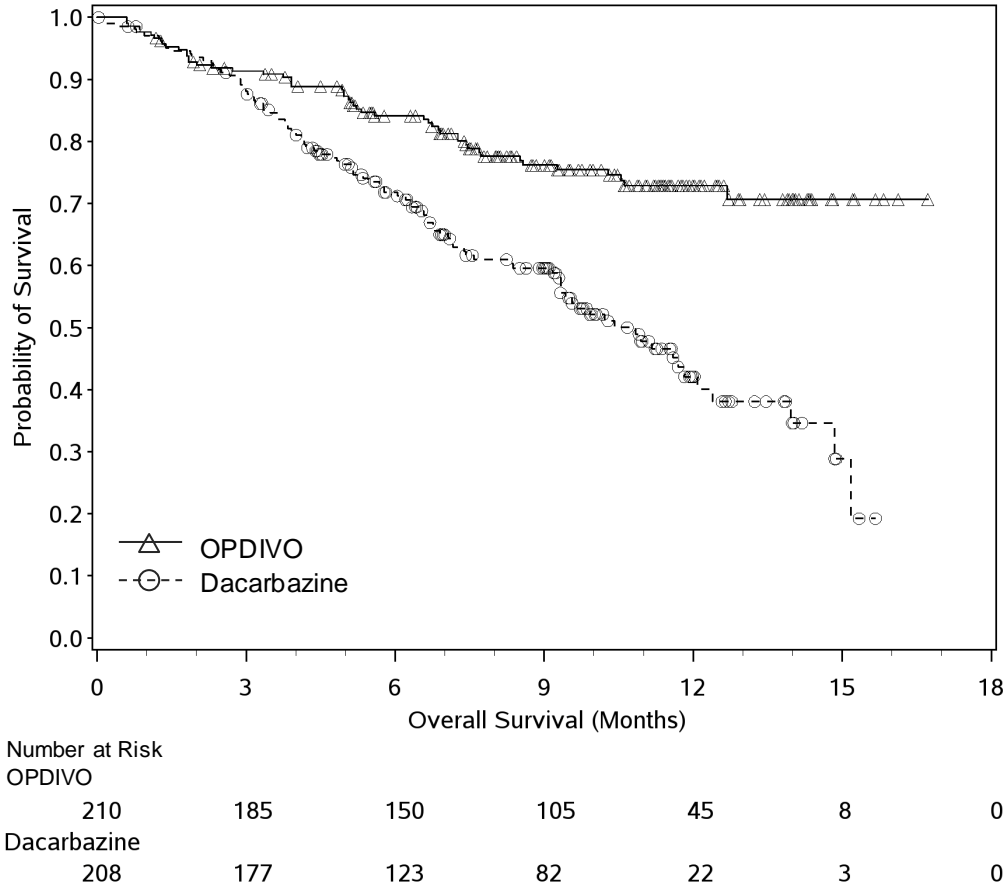 1.0
0.9
0.8
0.7
0.6
0.5
0.4
0.3
0.2
0.1
0.0
Probability of Survival
OPDIVO
Dacarbazine
0 3 6 9 12 15 18
Overall Survival (Months)
Number at Risk
OPDIVO
210 185 150 105 45 8 0
Dacarbazine
208 177 123 82 22 3 0